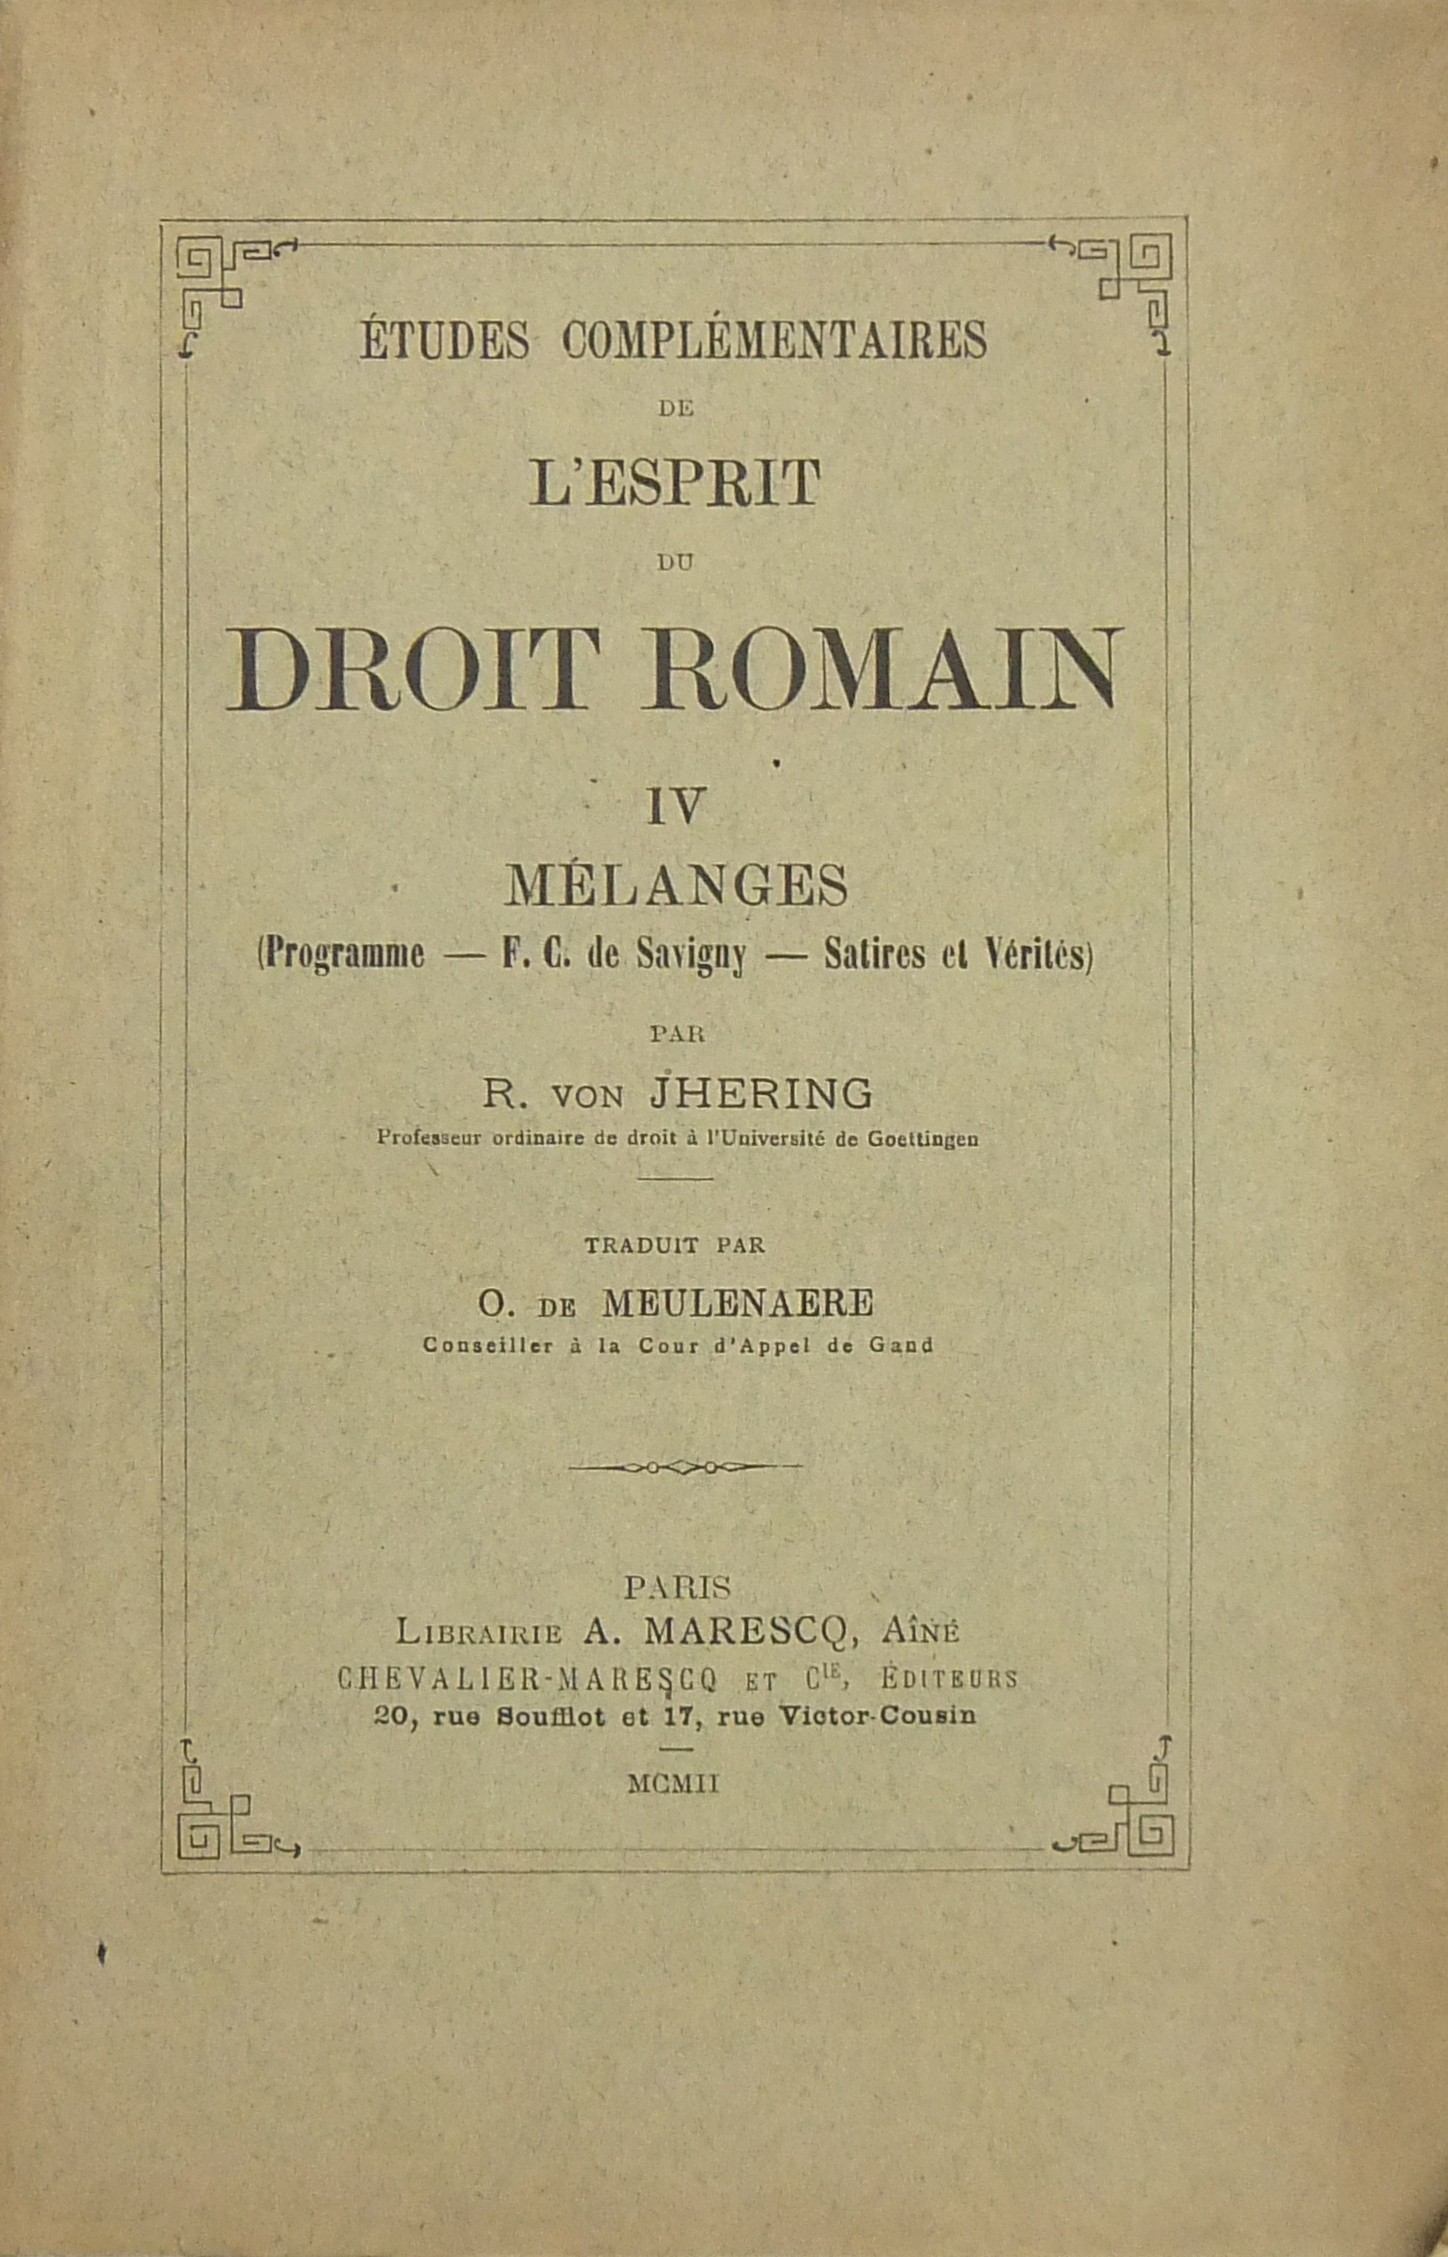 ÉTUDES COMPLÉMENTAIRES
DE
L'ESPRIT
DU
DROIT ROMAIN
IV
MÉLANGES
(Programme — F. C. de Savigny — Satires et Vérités)
PAR
R. VON JHERING
Professeur ordinaire de droit à l'Université de Goettingen
TRADUIT PAR
O. DE MEULENAERE
Conseiller à la Cour d'Appel de Gand
PARIS
LIBRAIRIE A. MARESCQ, AÎNÉ
CHEVALIER-MARESCQ ET CIE, ÉDITEURS
20, rue Soufflot et 17, rue Victor-Cousin
MCMII